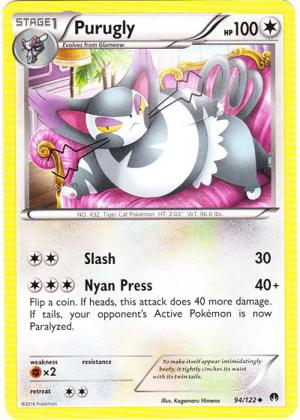 STAGE1 Purugly HP 100
Evolves from Glameow
NO. 432 Tiger Cat Pokémon HT: 3'03" WT: 96.6 lbs.
Slash 30
Nyan Press 40+
Flip a coin. If heads, this attack does 40 more damage.
If tails, your opponent's Active Pokémon is now
Paralyzed.
weakness resistance
×2
retreat
To make itself appear intimidatingly
beefy, it tightly cinches its waist
with its twin tails.
©2016 Pokémon
Illus. Kagemaru Himeno 94/122